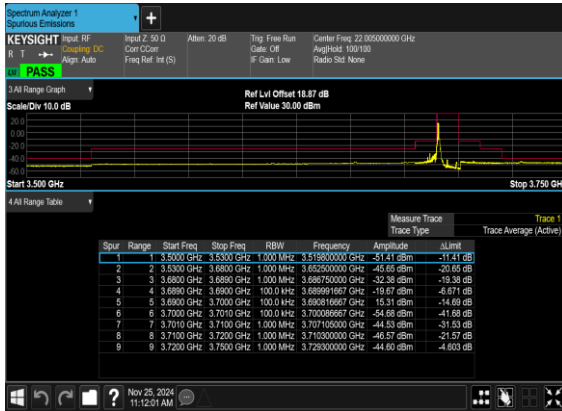 Spectrum Analyzer 1
Spurious Emissions
KEYSIGHT Input: RF Input Z: 50 Ω Atten: 20 dB Trig: Free Run Center Freq: 22.005000000 GHz
R T Coupling: DC Corr CCorr Gate: Off Avg|Hold: 100/100
Align: Auto Freq Ref: Int (S) IF Gain: Low Radio Std: None
PASS
3 All Range Graph
Ref Lvl Offset 18.87 dB
Scale/Div 10.0 dB Ref Value 30.00 dBm
20.0
10.0
0.00
-20.0
-40.0
-60.0
Start 3.500 GHz Stop 3.750 GH
4 All Range Table
Measure Trace Trace 1
Trace Type Trace Average (Active)
Spur Range Start Freq Stop Freq RBW Frequency Amplitude ΔLimit
1 1 3.5000 GHz 3.5300 GHz 1.000 MHz 3.519800000 GHz -51.41 dBm -11.41 dB
2 2 3.5300 GHz 3.6800 GHz 1.000 MHz 3.652500000 GHz -45.65 dBm -20.65 dB
3 3 3.6800 GHz 3.6890 GHz 1.000 MHz 3.686750000 GHz -32.38 dBm -19.38 dB
4 4 3.6890 GHz 3.6900 GHz 100.0 kHz 3.689991667 GHz -19.67 dBm -6.671 dB
5 5 3.6900 GHz 3.7000 GHz 100.0 kHz 3.690816667 GHz 15.31 dBm -14.69 dB
6 6 3.7000 GHz 3.7010 GHz 100.0 kHz 3.700086667 GHz -54.68 dBm -41.68 dB
7 7 3.7010 GHz 3.7100 GHz 1.000 MHz 3.707105000 GHz -44.53 dBm -31.53 dB
8 8 3.7100 GHz 3.7200 GHz 1.000 MHz 3.710300000 GHz -46.57 dBm -21.57 dB
9 9 3.7200 GHz 3.7500 GHz 1.000 MHz 3.729300000 GHz -44.60 dBm -4.603 dB
? Nov 25, 2024
11:12:01 AM